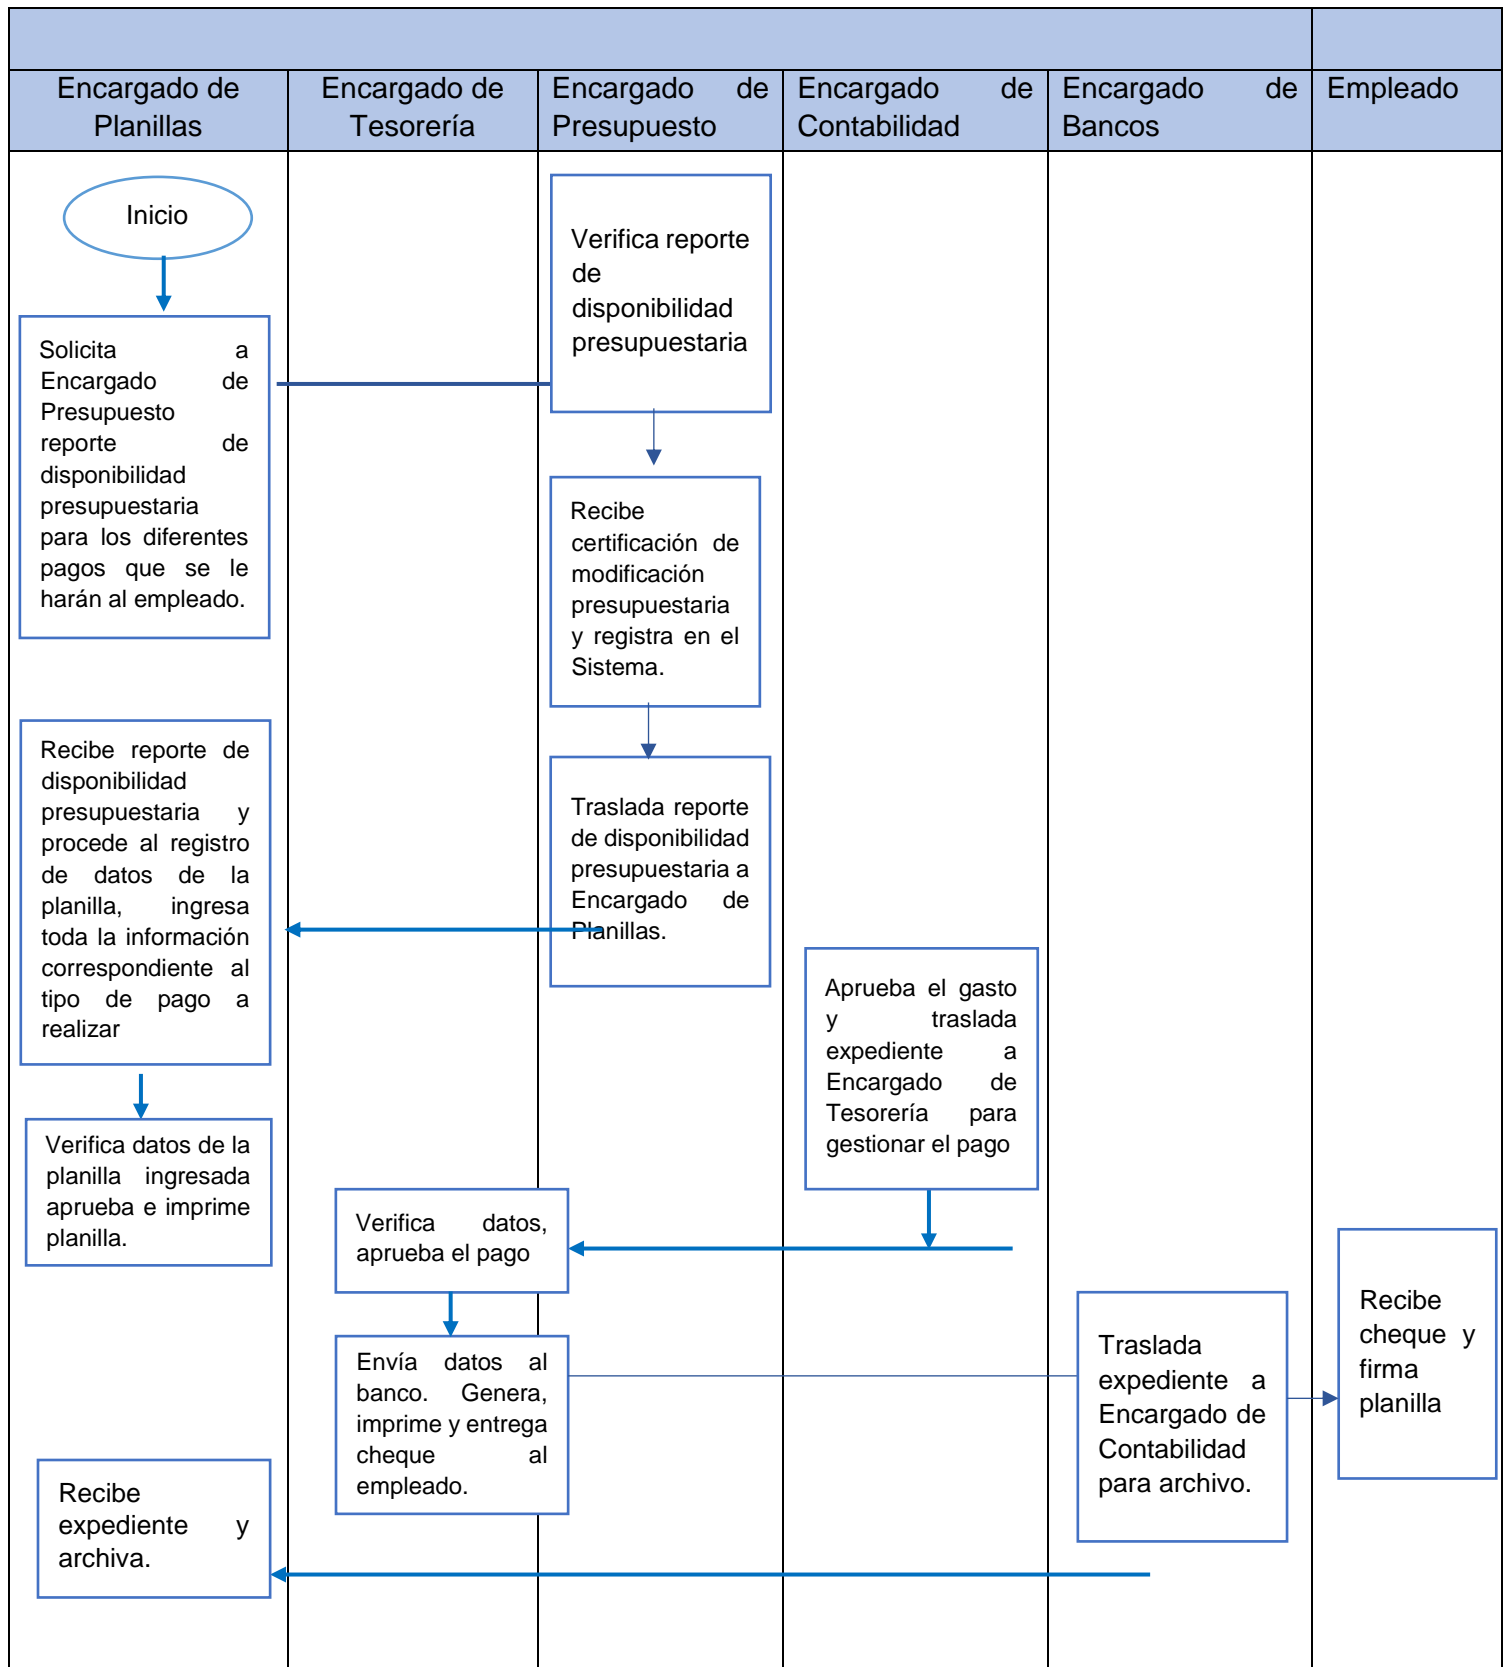 Encargado de
Planillas
Encargado de
Tesorería
Encargado de
Presupuesto
Encargado de
Contabilidad
Encargado de
Bancos
Empleado
Inicio
Solicita a
Encargado de
Presupuesto
reporte de
disponibilidad
presupuestaria
para los diferentes
pagos que se le
harán al empleado.
Verifica reporte
de
disponibilidad
presupuestaria
Recibe
certificación de
modificación
presupuestaria
y registra en el
Sistema.
Traslada reporte
de disponibilidad
presupuestaria a
Encargado de
Planillas.
Recibe reporte de
disponibilidad
presupuestaria y
procede al registro
de datos de la
planilla, ingresa
toda la información
correspondiente al
tipo de pago a
realizar
Verifica datos de la
planilla ingresada
aprueba e imprime
planilla.
Aprueba el gasto
y traslada
expediente a
Encargado de
Tesorería para
gestionar el pago
Verifica datos,
aprueba el pago
Envía datos al
banco. Genera,
imprime y entrega
cheque al
empleado.
Traslada
expediente a
Encargado de
Contabilidad
para archivo.
Recibe
cheque y
firma
planilla
Recibe
expediente y
archiva.